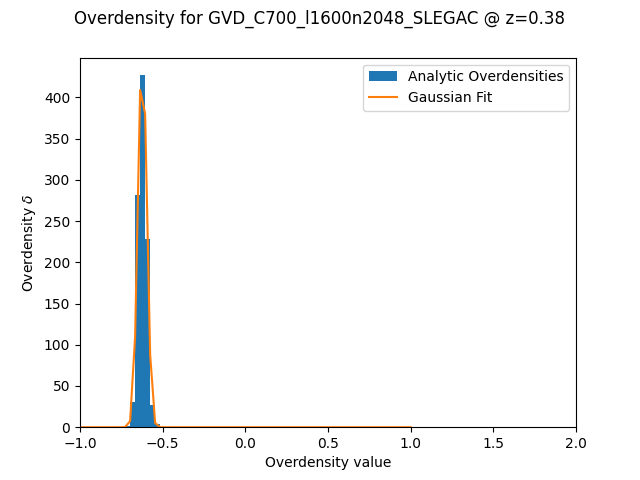 Overdensity for GVD_C700_l1600n2048_SLEGAC @ z=0.38
Analytic Overdensities
Gaussian Fit
Overdensity δ
400
350
300
250
200
150
100
50
0
−1.0 −0.5 0.0 0.5 1.0 1.5 2.0
Overdensity value